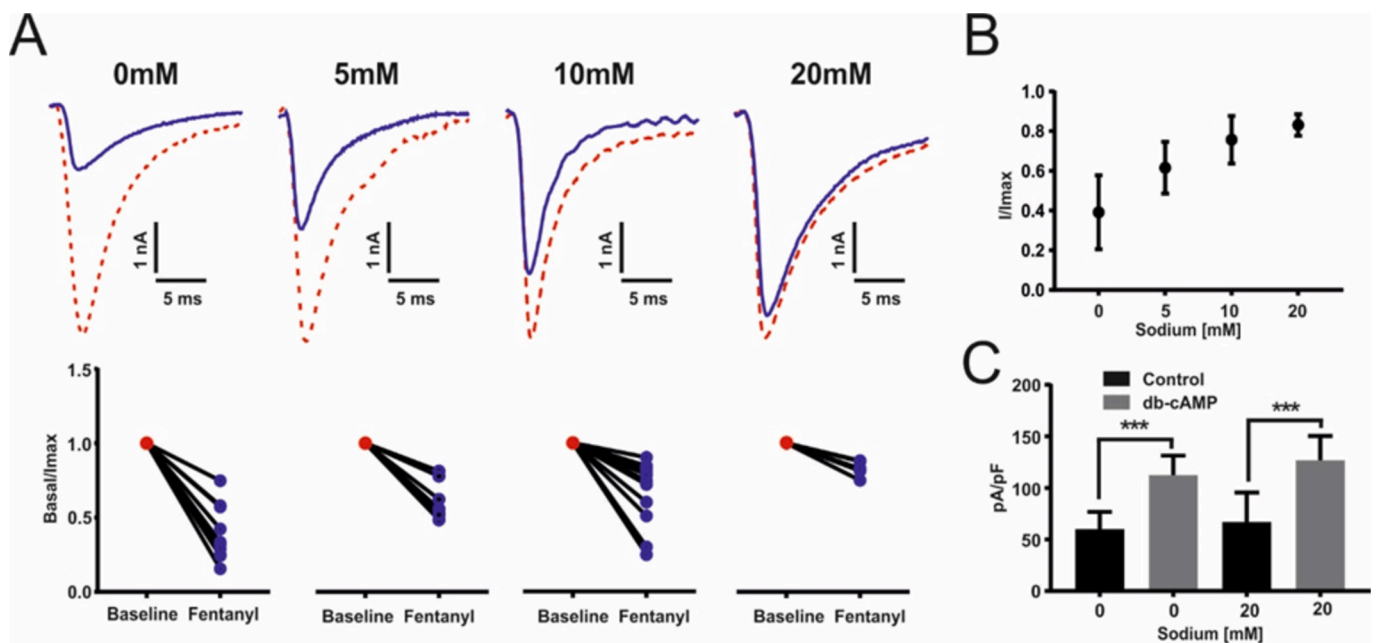 A
0mM
5mM
10mM
20mM
1 nA
5 ms
1 nA
5 ms
1 nA
5 ms
1 nA
5 ms
Basal/Imax
1.5
1.0
0.5
0.0
Baseline Fentanyl
Baseline Fentanyl
Baseline Fentanyl
Baseline Fentanyl
B
I/Imax
1.0
0.8
0.6
0.4
0.2
0.0
0 5 10 20
Sodium [mM]
C
Control
db-cAMP
pA/pF
200
150
100
50
0
***
***
0 0 20 20
Sodium [mM]